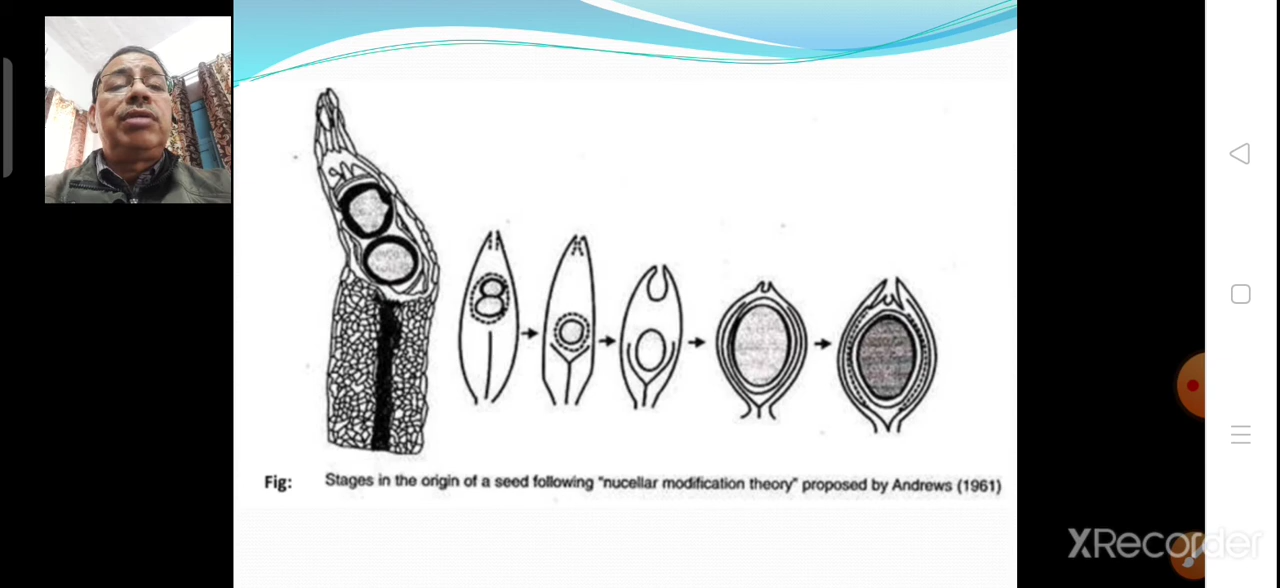 Fig: Stages in the origin of a seed following "nucellar modification theory" proposed by Andrews (1961)
XRecorder